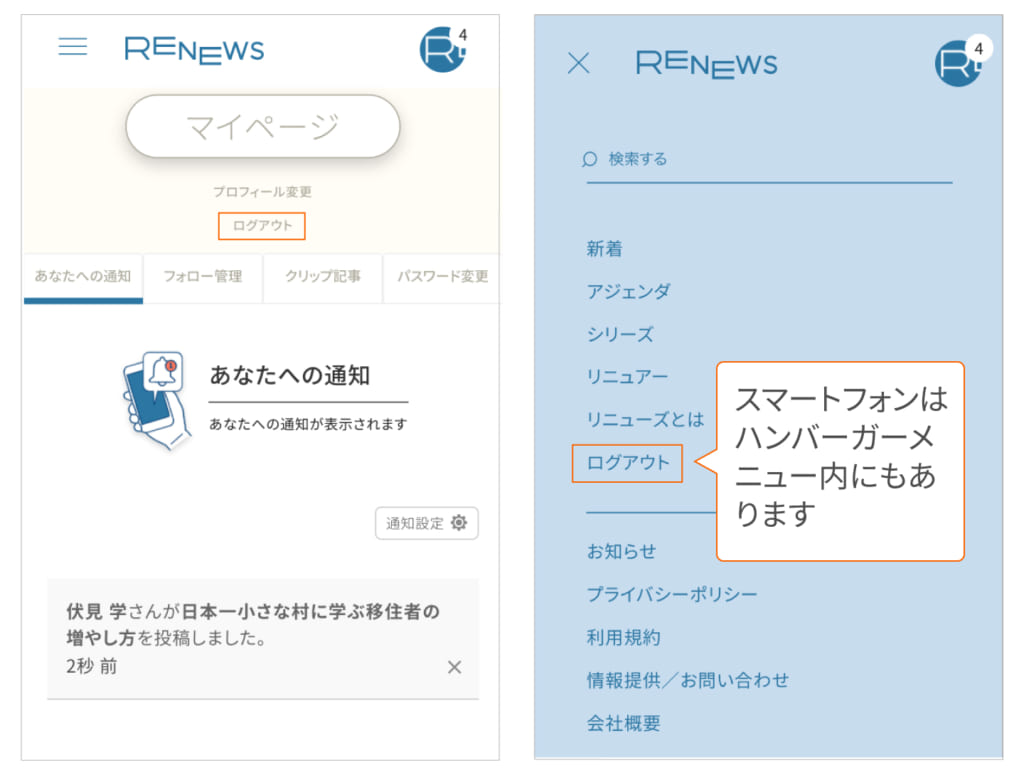 RENEWS
4
マイページ
プロフィール変更
ログアウト
あなたへの通知
フォロー管理
クリップ記事
パスワード変更
1
あなたへの通知
あなたへの通知が表示されます
通知設定
伏見 学さんが日本一小さな村に学ぶ移住者の
増やし方を投稿しました。
2秒 前
RENEWS
4
検索する
新着
アジェンダ
シリーズ
リニュアー
リニューズとは
ログアウト
スマートフォンは
ハンバーガーメ
ニュー内にもあ
ります
お知らせ
プライバシーポリシー
利用規約
情報提供／お問い合わせ
会社概要